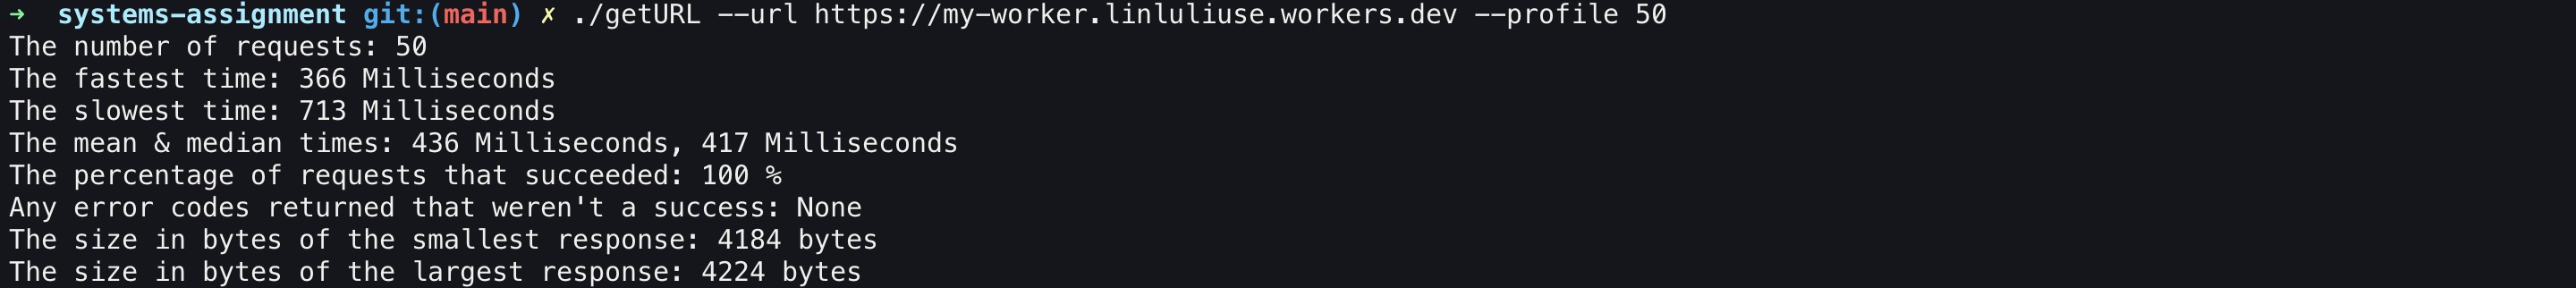 → systems-assignment git:(main) ✗ ./getURL --url https://my-worker.linluliuse.workers.dev --profile 50
The number of requests: 50
The fastest time: 366 Milliseconds
The slowest time: 713 Milliseconds
The mean & median times: 436 Milliseconds, 417 Milliseconds
The percentage of requests that succeeded: 100 %
Any error codes returned that weren't a success: None
The size in bytes of the smallest response: 4184 bytes
The size in bytes of the largest response: 4224 bytes